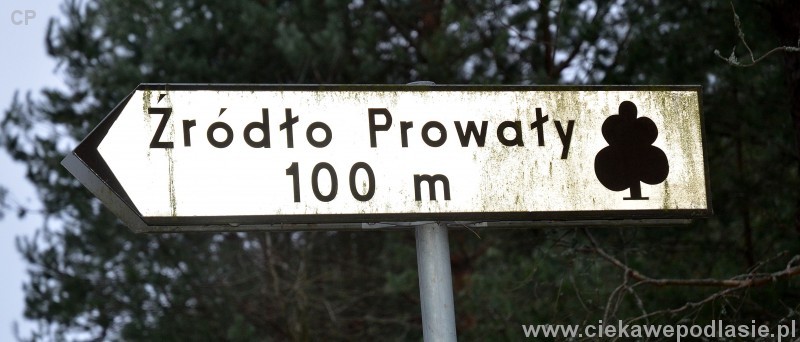 CP
Źródło Prowały
100 m
www.ciekawepodlasie.pl